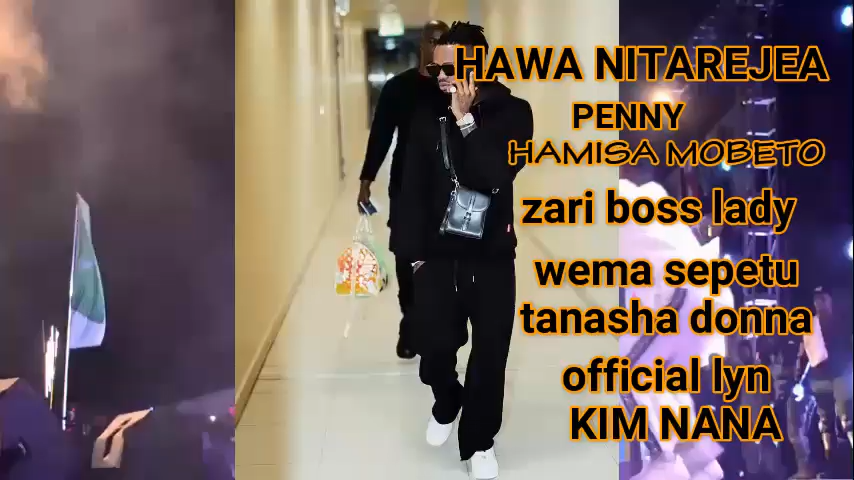 HAWA NITAREJEA
PENNY
HAMISA MOBETO
zari boss lady
wema sepetu
tanasha donna
official lyn
KIM NANA